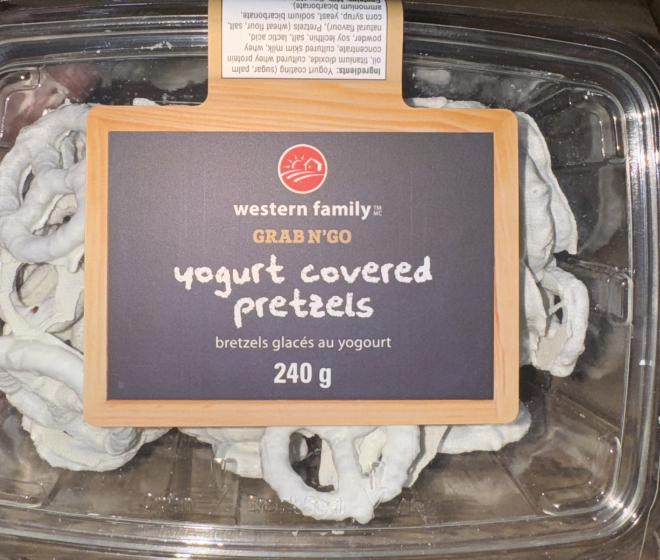 Ingredients: Yogurt coating (sugar, palm
oil, titanium dioxide, cultured whey protein
concentrate, cultured skim milk, whey
powder, soy lecithin, salt, lactic acid,
natural flavour), Pretzels (wheat flour, salt,
corn syrup, yeast, sodium bicarbonate,
ammonium bicarbonate
western family TM
MC
GRAB N'GO
yogurt covered
pretzels
bretzels glacés au yogourt
240 g